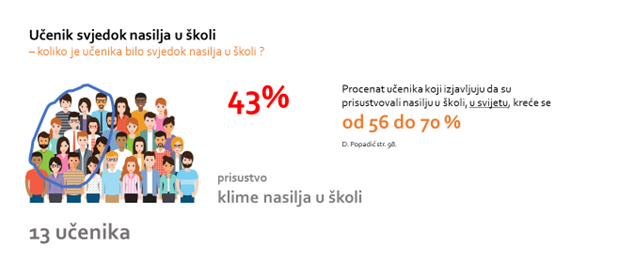 Učenik svjedok nasilja u školi
– koliko je učenika bilo svjedok nasilja u školi ?
43%
Procenat učenika koji izjavljuju da su
prisustvovali nasilju u školi, u svijetu, kreće se
od 56 do 70 %
D. Popadić str. 98.
prisustvo
klime nasilja u školi
13 učenika